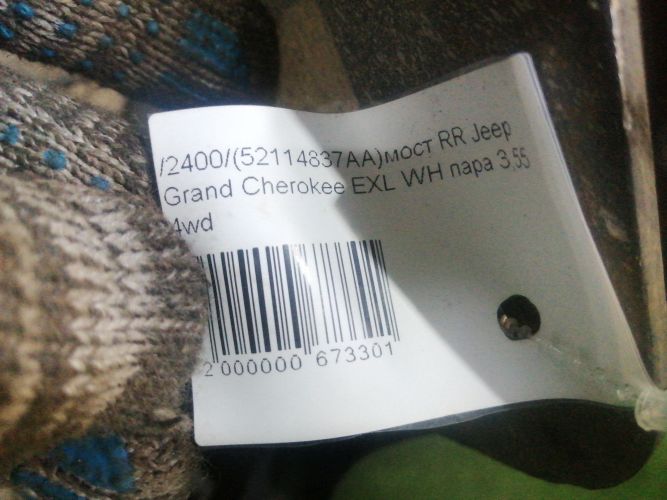 /2400/(52114837AA)мост RR Jeep
Grand Cherokee EXL WH пара 3,55
4wd
2 000000 673301